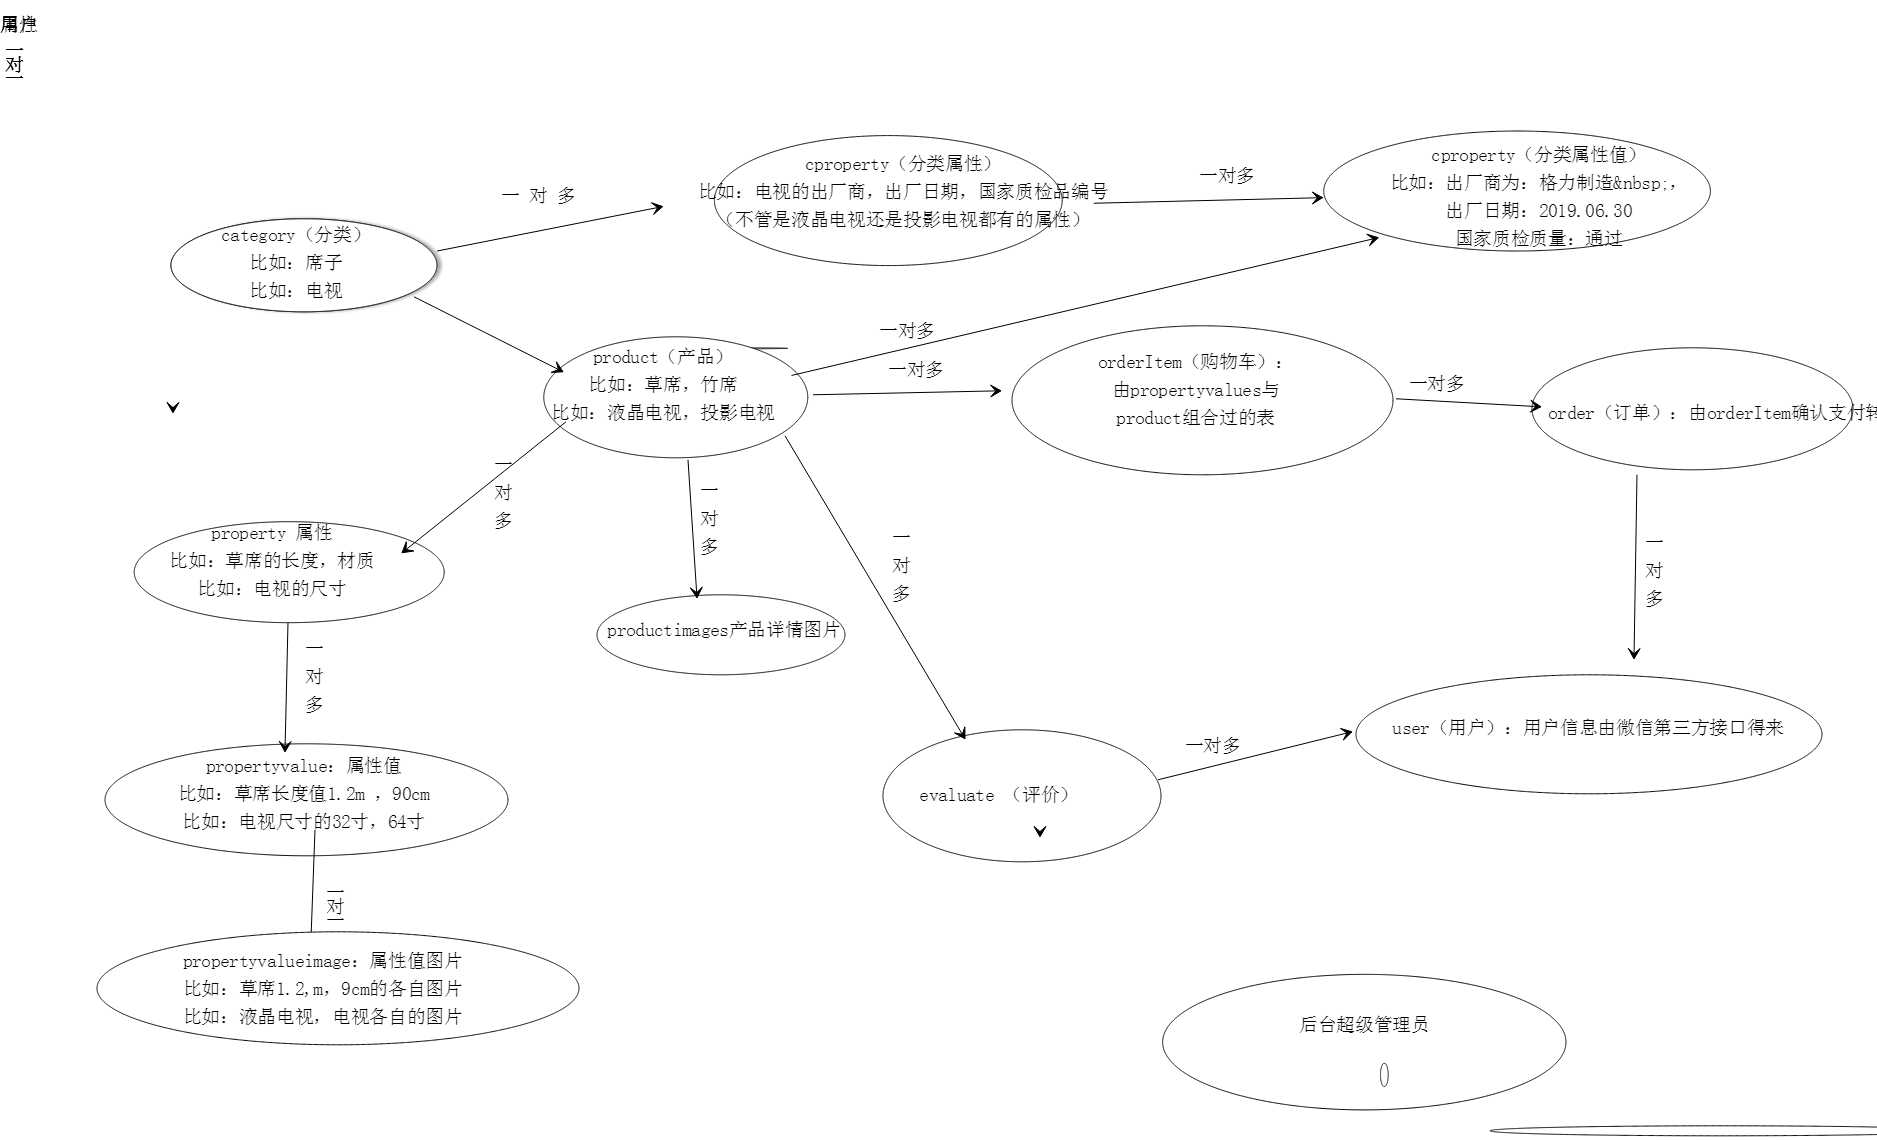 属性
一
对
一
cproperty（分类属性）
比如：电视的出厂商，出厂日期，国家质检品编号
（不管是液晶电视还是投影电视都有的属性）
一对多
cproperty（分类属性值）
比如：出厂商为：格力制造&nbsp;，
出厂日期：2019.06.30
国家质检质量：通过
一 对 多
category（分类）
比如：席子
比如：电视
一对多
product（产品）
比如：草席，竹席
比如：液晶电视，投影电视
一对多
orderItem（购物车）：
由propertyvalues与
product组合过的表
一对多
order（订单）：由orderItem确认支付转
一
对
多
一
对
多
一
对
多
一
对
多
property 属性
比如：草席的长度，材质
比如：电视的尺寸
productimages产品详情图片
一
对
多
user（用户）：用户信息由微信第三方接口得来
一对多
propertyvalue：属性值
比如：草席长度值1.2m ，90cm
比如：电视尺寸的32寸，64寸
evaluate （评价）
一
对
一
propertyvalueimage：属性值图片
比如：草席1.2,m，9cm的各自图片
比如：液晶电视，电视各自的图片
后台超级管理员